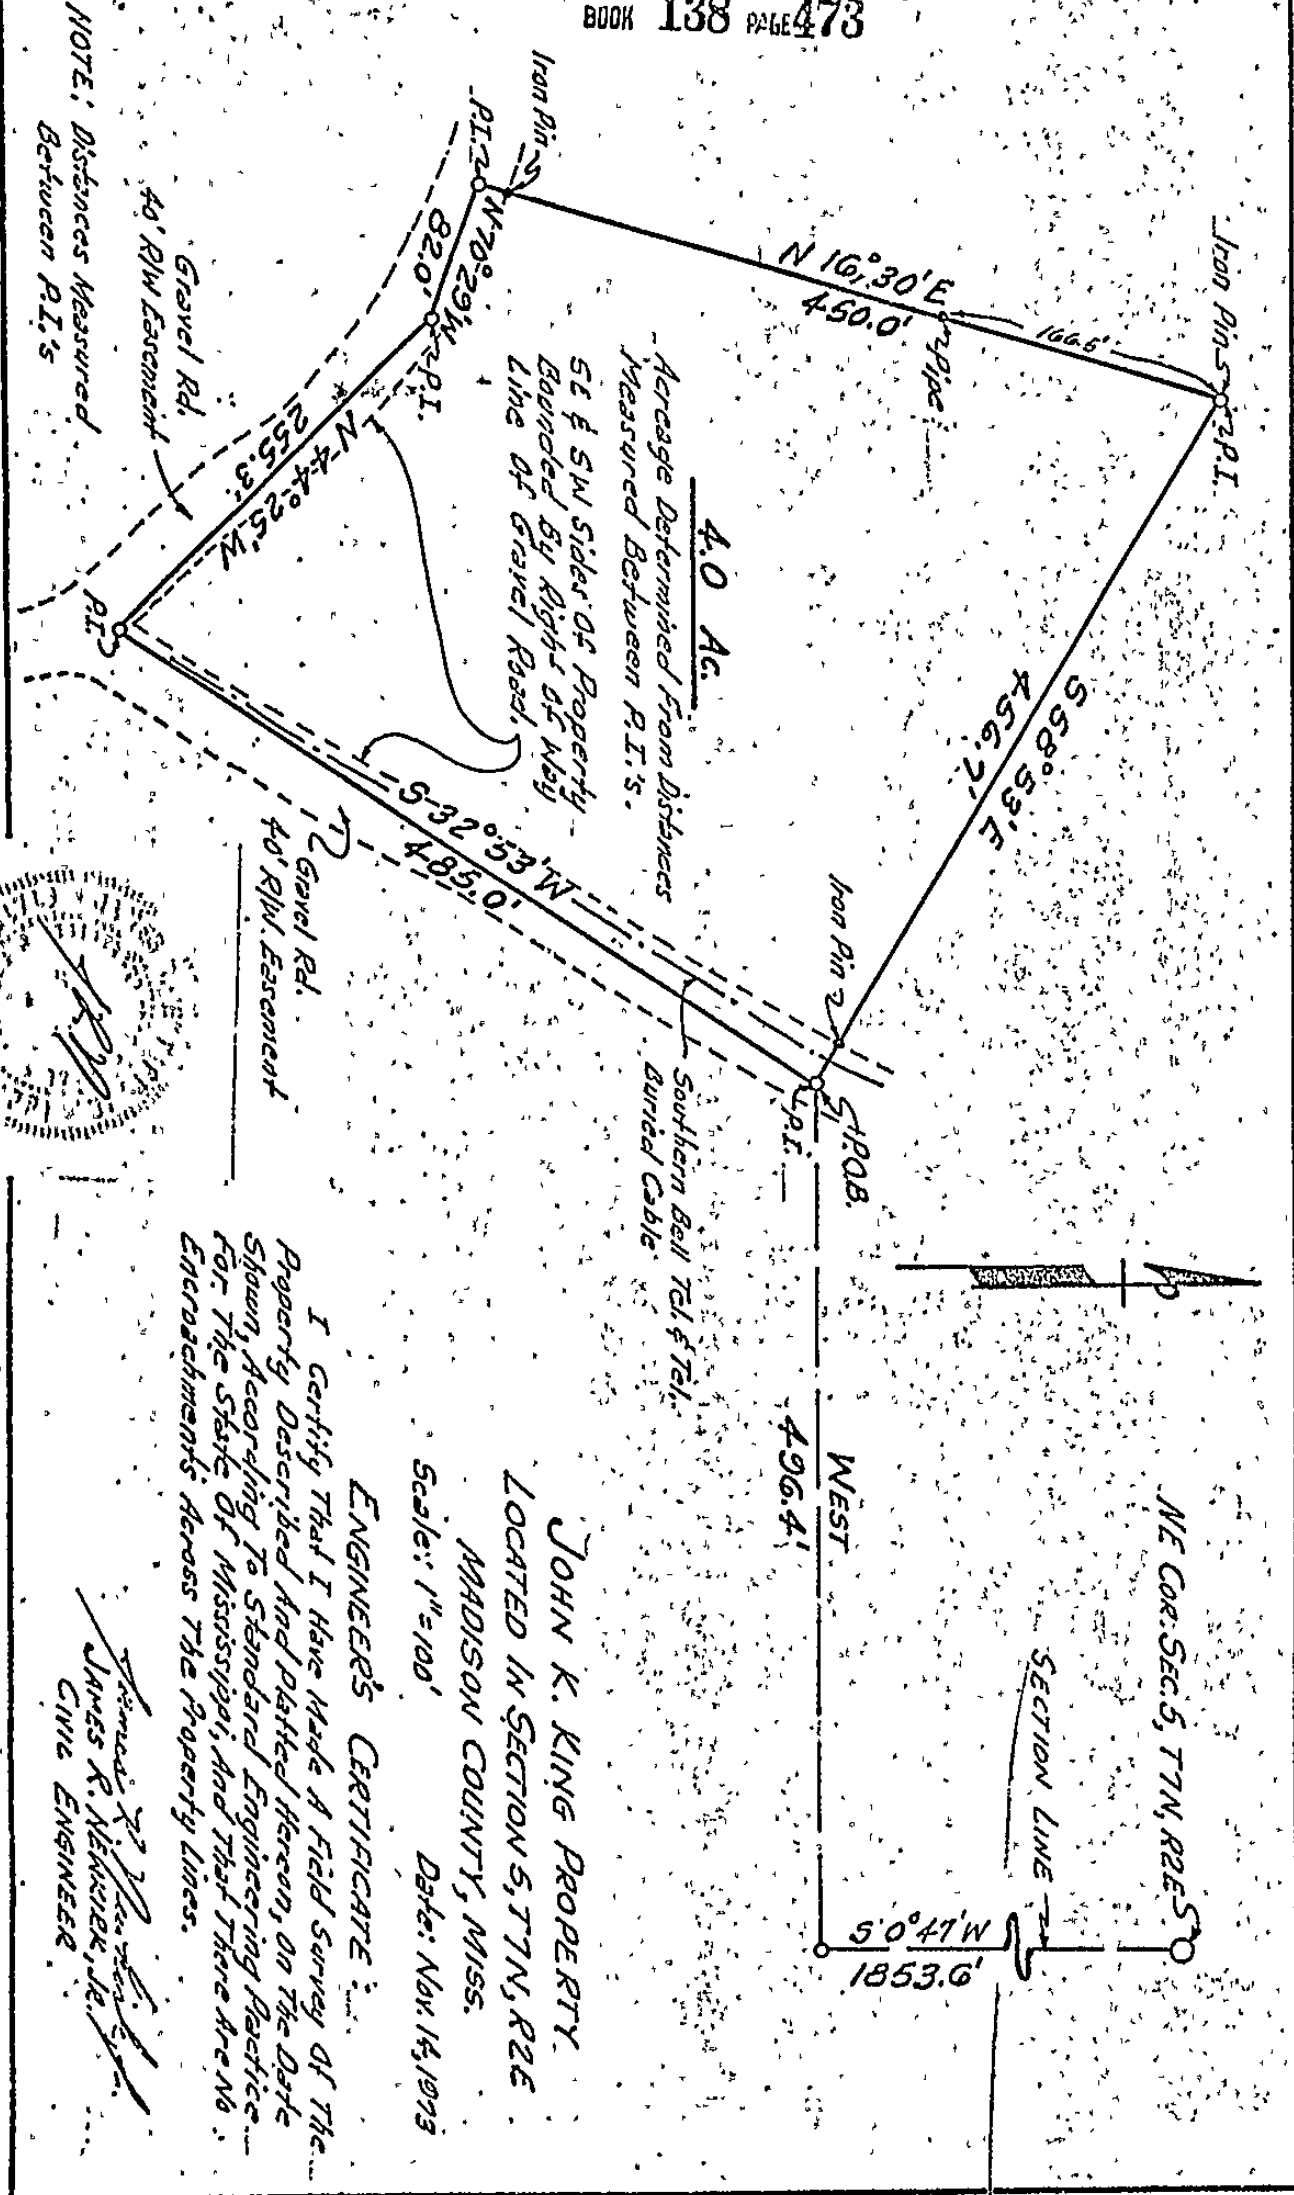 BOOK 138 PAGE 473
NE COR. SEC. 5, T7N, R2E
SECTION LINE
S 0°47' W
1853.6'
WEST
496.4'
P.O.B.
P.I.
Iron Pin
Iron Pin
P.I.
S 58°53' E
456.7'
166.5'
Pipe
N 16°30' E
450.0'
Iron Pin
P.I.
N-70°29' W
82.0'
P.I.
N-44°25' W
255.3'
P.I.
S-32°53' W
485.0'
4.0 Ac.
Acreage Determined From Distances
Measured Between P.I.'s.
SE & SW Sides Of Property
Bounded By Right Of Way
Line Of Gravel Road.
Southern Bell Tel. & Tel.
Buried Cable
Gravel Rd.
40' R/W Easement
Gravel Rd.
40' R/W. Easement
NOTE: Distances Measured
Between P.I.'s
JOHN K. KING PROPERTY
LOCATED IN SECTION 5, T7N, R2E
MADISON COUNTY, MISS.
Scale: 1"=100' Date: Nov. 14, 1973
ENGINEER'S CERTIFICATE
I Certify That I Have Made A Field Survey Of The
Property Described And Platted Hereon, On The Date
Shown, According To Standard Engineering Practice
For The State Of Mississippi, And That There Are No
Encroachments Across The Property Lines.
JAMES R. NEWKIRK, JR.
CIVIL ENGINEER